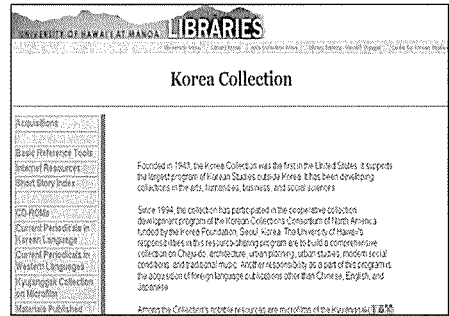 UNIVERSITY OF HAWAI'I AT MANOA LIBRARIES
Korea Collection
Acquisitions
Basic Reference Tools
Internet Resources
Short Story Index
CD-ROMs
Current Periodicals in
Korean Language
Current Periodicals in
Western Languages
Kyujanggak Collection
on Microfilm
Materials Published
Founded in 1943, the Korea Collection was the first in the United States. It supports
the largest program of Korean Studies outside Korea. It has been developing
collections in the arts, humanities, business, and social sciences.
Since 1994, the collection has participated in the cooperative collection
development program of the Korean Collections Consortium of North America
funded by the Korea Foundation, Seoul, Korea. The University of Hawaii's
responsibilities in this resource-sharing program are to build a comprehensive
collection on Cheju-do, architecture, urban planning, urban studies, modern social
conditions, and traditional music. Another responsibility as a part of this program is
the acquisition of foreign language publications other than Chinese, English, and
Japanese.
Among the Collection's notable resources are microfilms of the Kyujanggak